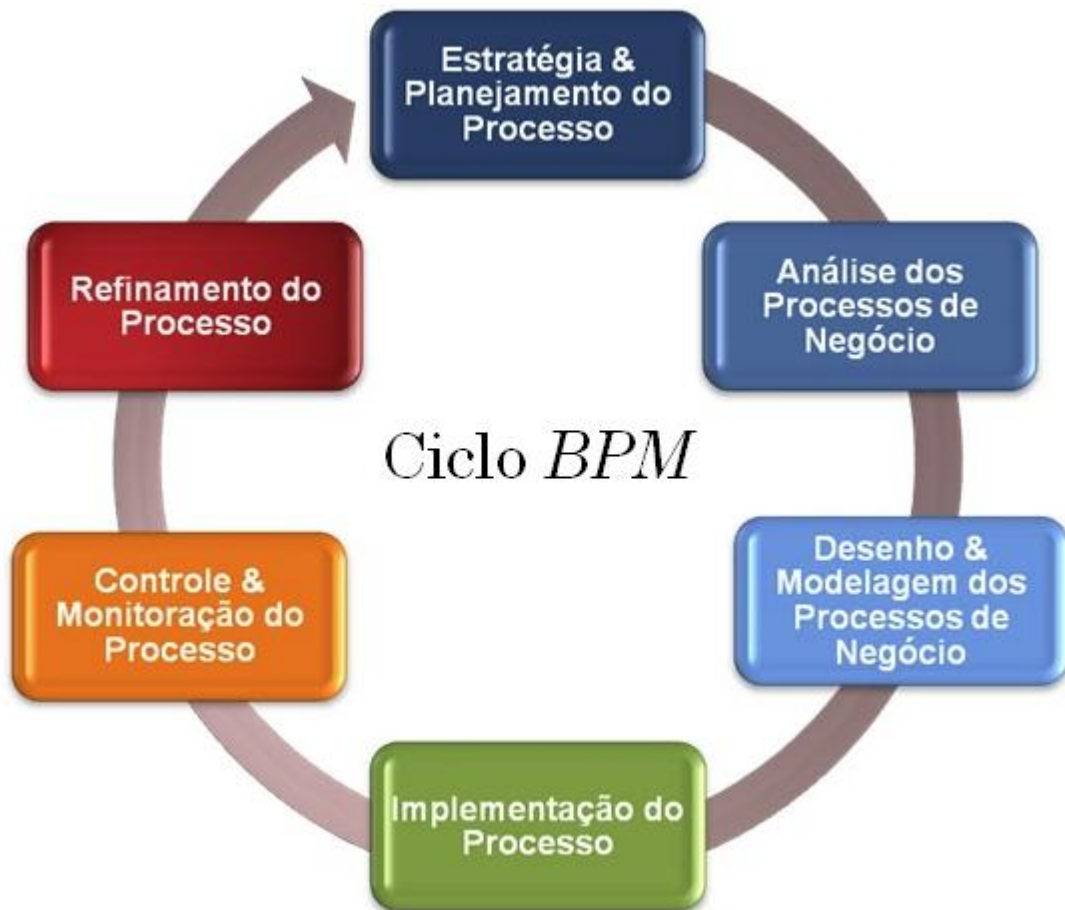 Estratégia &
Planejamento do
Processo
Análise dos
Processos de
Negócio
Desenho &
Modelagem dos
Processos de
Negócio
Implementação do
Processo
Controle &
Monitoração do
Processo
Refinamento do
Processo
Ciclo BPM